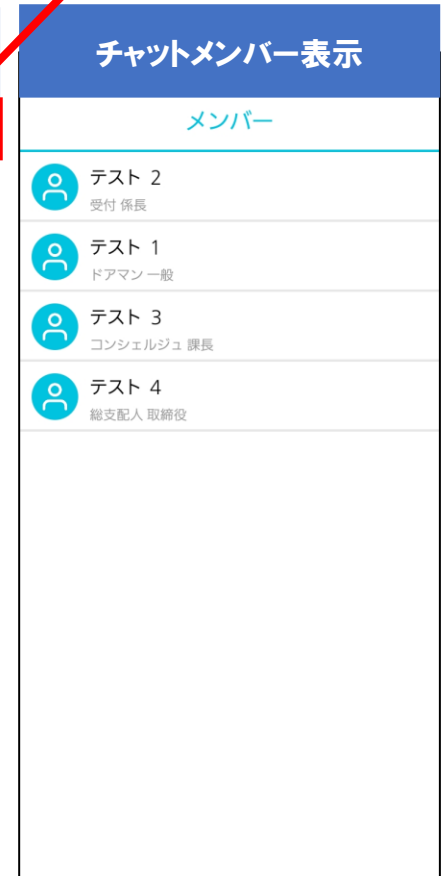 チャットメンバー表示
メンバー
テスト 2
受付 係長
テスト 1
ドアマン 一般
テスト 3
コンシェルジュ 課長
テスト 4
総支配人 取締役